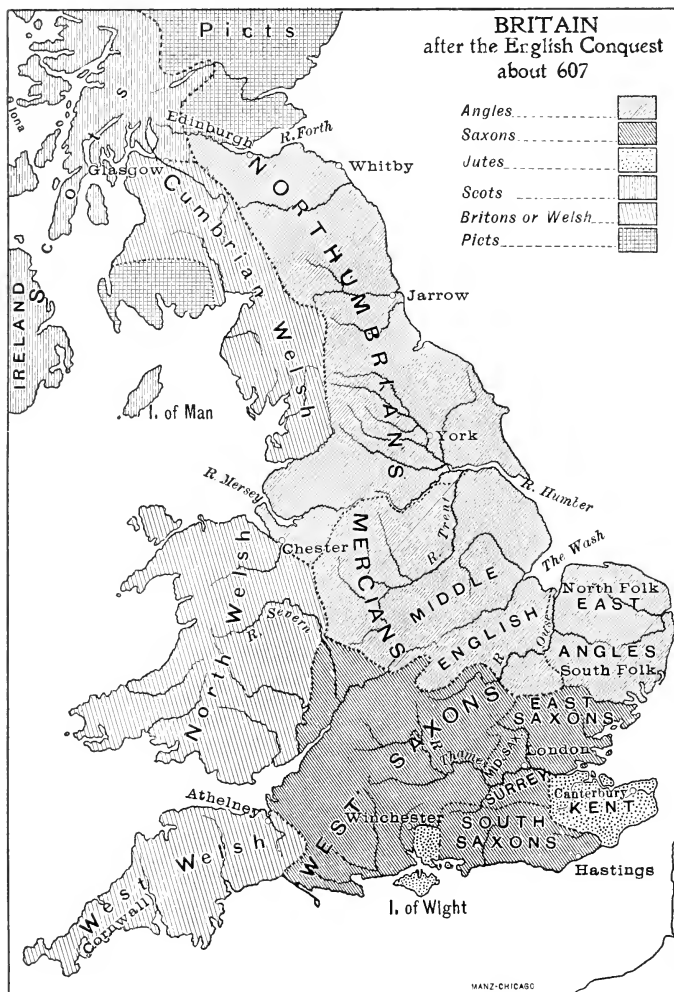 BRITAIN
after the English Conquest
about 607
Angles
Saxons
Jutes
Scots
Britons or Welsh
Picts
Picts
Iona
Scots
Edinburgh
R. Forth
Glasgow
Whitby
Cumbrian
Welsh
NORTHUMBRIANS
Jarrow
IRELAND
I. of Man
York
R. Humber
R. Mersey
Chester
MERCIANS
R. Trent
The Wash
MIDDLE
ENGLISH
R. Ouse
North Folk
EAST
ANGLES
South Folk
North Welsh
R. Severn
WEST SAXONS
R. Thames
EAST
SAXONS
MID. SAX.
London
SURREY
Canterbury
KENT
Athelney
Winchester
SOUTH
SAXONS
Hastings
West Welsh
Cornwall
I. of Wight
MANZ-CHICAGO